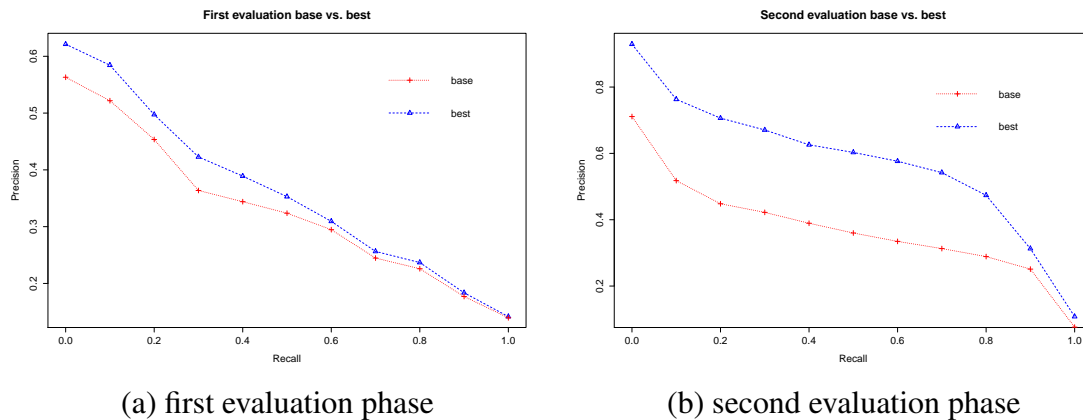 First evaluation base vs. best
Precision
0.6
0.5
0.4
0.3
0.2
base
best
0.0 0.2 0.4 0.6 0.8 1.0
Recall
(a) first evaluation phase
Second evaluation base vs. best
Precision
0.8
0.6
0.4
0.2
base
best
0.0 0.2 0.4 0.6 0.8 1.0
Recall
(b) second evaluation phase